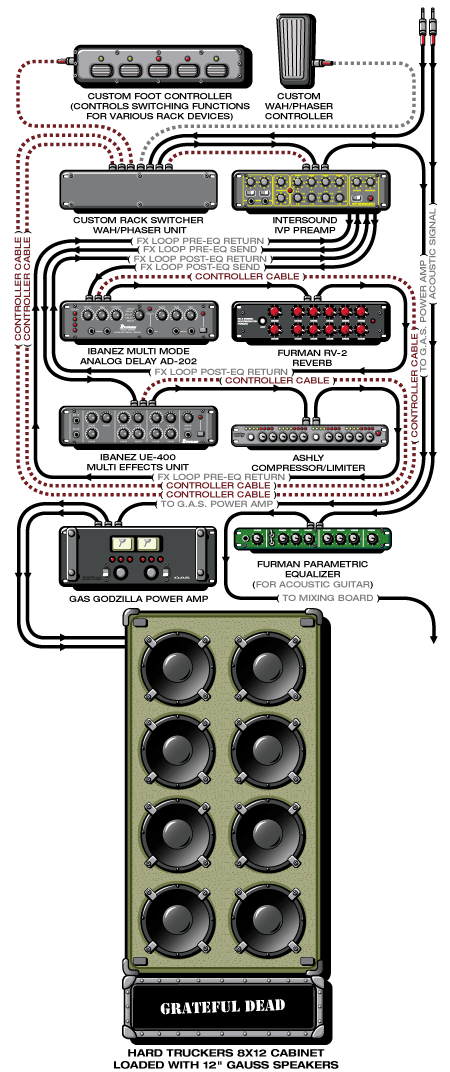 CUSTOM FOOT CONTROLLER
(CONTROLS SWITCHING FUNCTIONS
FOR VARIOUS RACK DEVICES)
CUSTOM
WAH/PHASER
CONTROLLER
CUSTOM RACK SWITCHER
WAH/PHASER UNIT
INTERSOUND
IVP PREAMP
CONTROLLER CABLE
CONTROLLER CABLE
TO G.A.S. POWER AMP
ACOUSTIC SIGNAL
CONTROLLER CABLE
( FX LOOP PRE-EQ RETURN )
( FX LOOP PRE-EQ SEND )
( FX LOOP POST-EQ RETURN )
( FX LOOP POST-EQ SEND )
( CONTROLLER CABLE )
IBANEZ MULTI MODE
ANALOG DELAY AD-202
FURMAN RV-2
REVERB
( FX LOOP POST-EQ RETURN )
( CONTROLLER CABLE )
IBANEZ UE-400
MULTI EFFECTS UNIT
ASHLY
COMPRESSOR/LIMITER
( FX LOOP PRE-EQ RETURN )
( CONTROLLER CABLE )
( CONTROLLER CABLE )
( TO G.A.S. POWER AMP )
GAS GODZILLA POWER AMP
FURMAN PARAMETRIC
EQUALIZER
(FOR ACOUSTIC GUITAR)
( TO MIXING BOARD )
GRATEFUL DEAD
HARD TRUCKERS 8X12 CABINET
LOADED WITH 12" GAUSS SPEAKERS